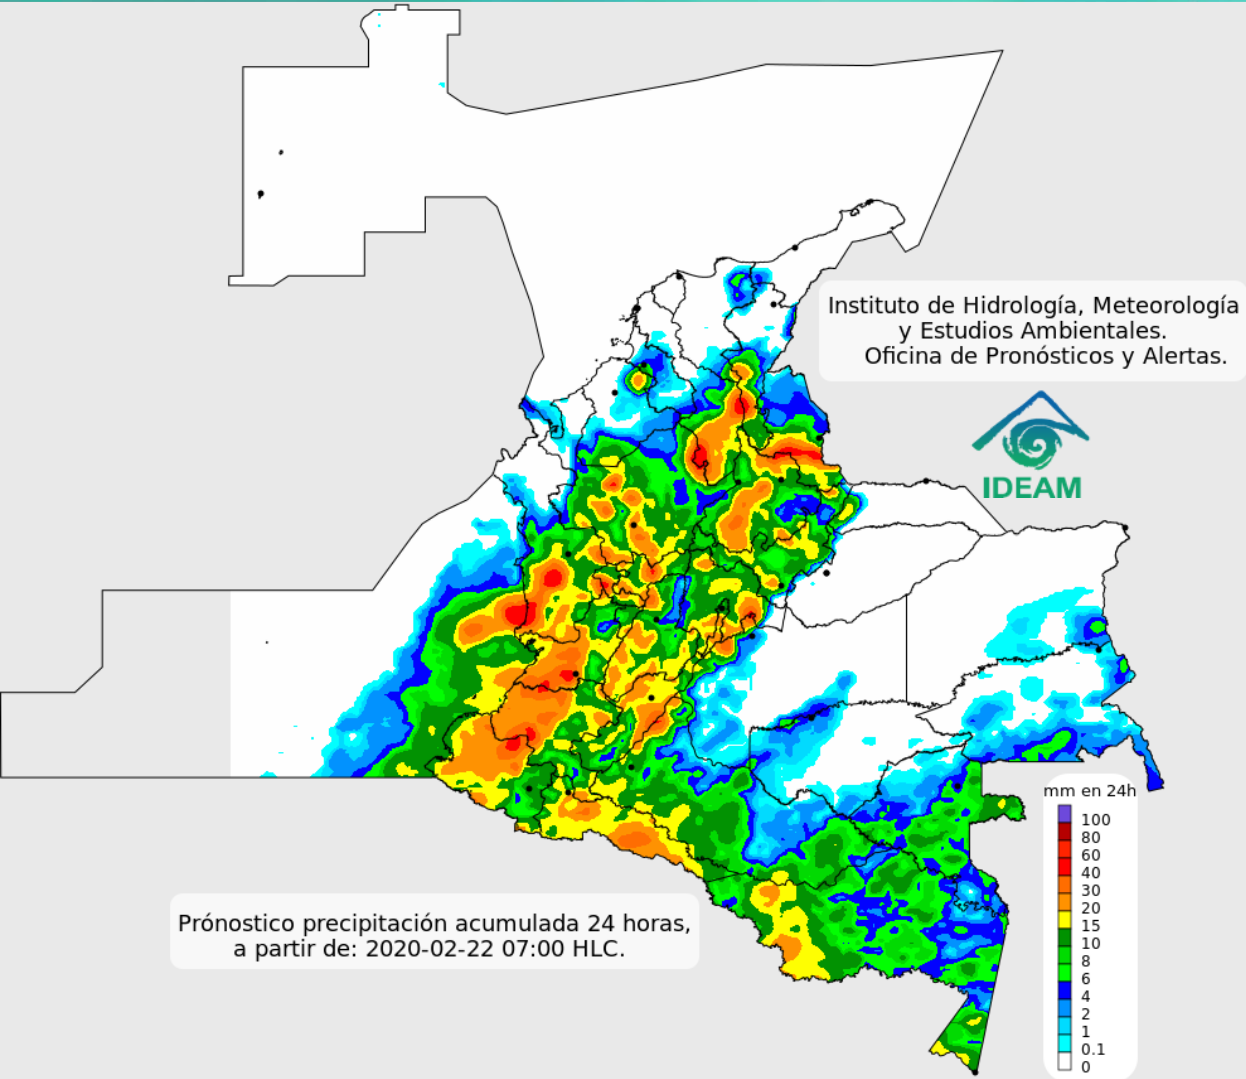 Instituto de Hidrología, Meteorología
y Estudios Ambientales.
Oficina de Pronósticos y Alertas.
IDEAM
mm en 24h
100
80
60
40
30
20
15
10
8
6
4
2
1
0.1
0
Prónostico precipitación acumulada 24 horas,
a partir de: 2020-02-22 07:00 HLC.